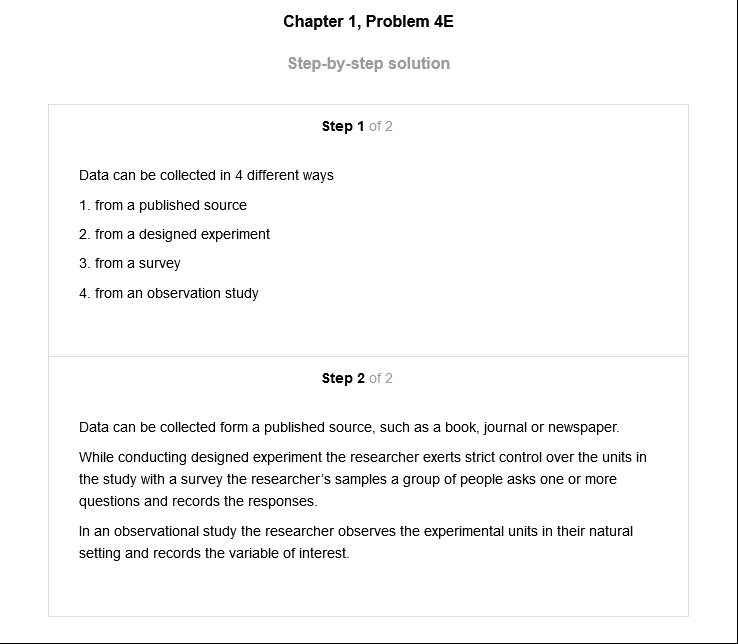 Chapter 1, Problem 4E
Step-by-step solution
Step 1 of 2
Data can be collected in 4 different ways
1. from a published source
2. from a designed experiment
3. from a survey
4. from an observation study
Step 2 of 2
Data can be collected form a published source, such as a book, journal or newspaper.
While conducting designed experiment the researcher exerts strict control over the units in
the study with a survey the researcher's samples a group of people asks one or more
questions and records the responses.
In an observational study the researcher observes the experimental units in their natural
setting and records the variable of interest.